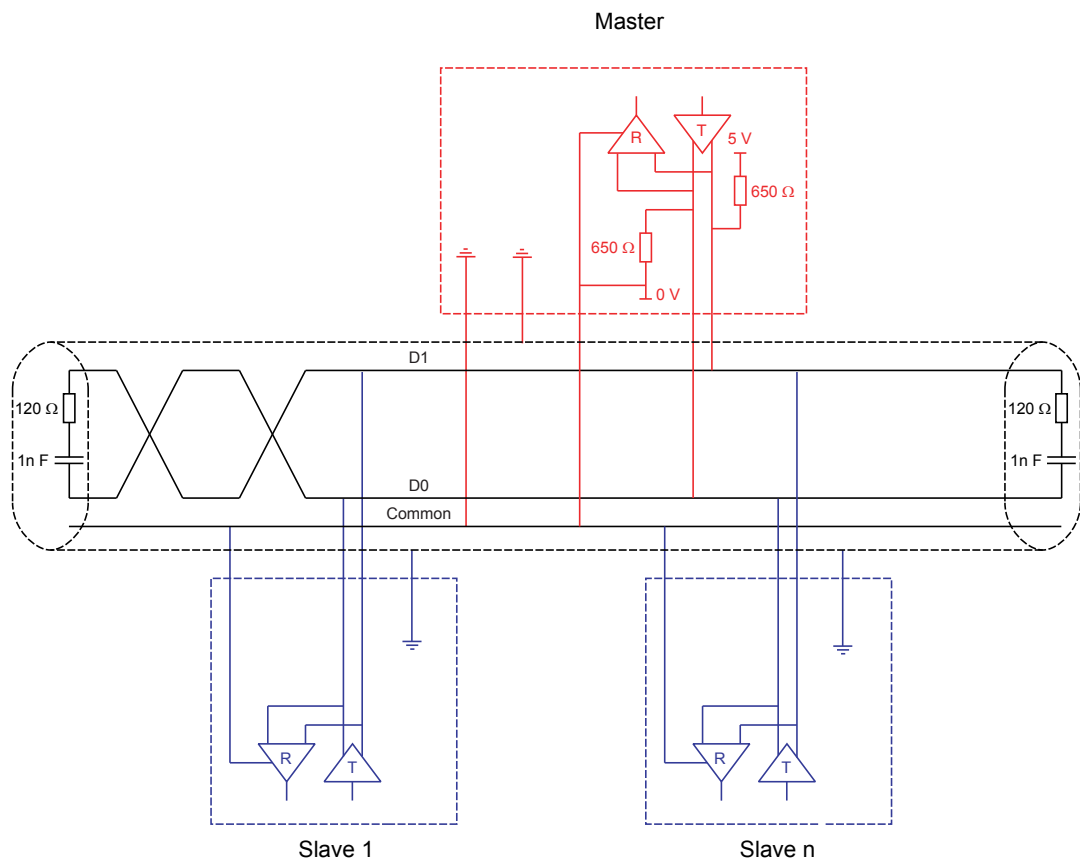 Master
R
T
5 V
650 Ω
650 Ω
0 V
D1
120 Ω
120 Ω
1n F
1n F
D0
Common
R
T
R
T
Slave 1
Slave n